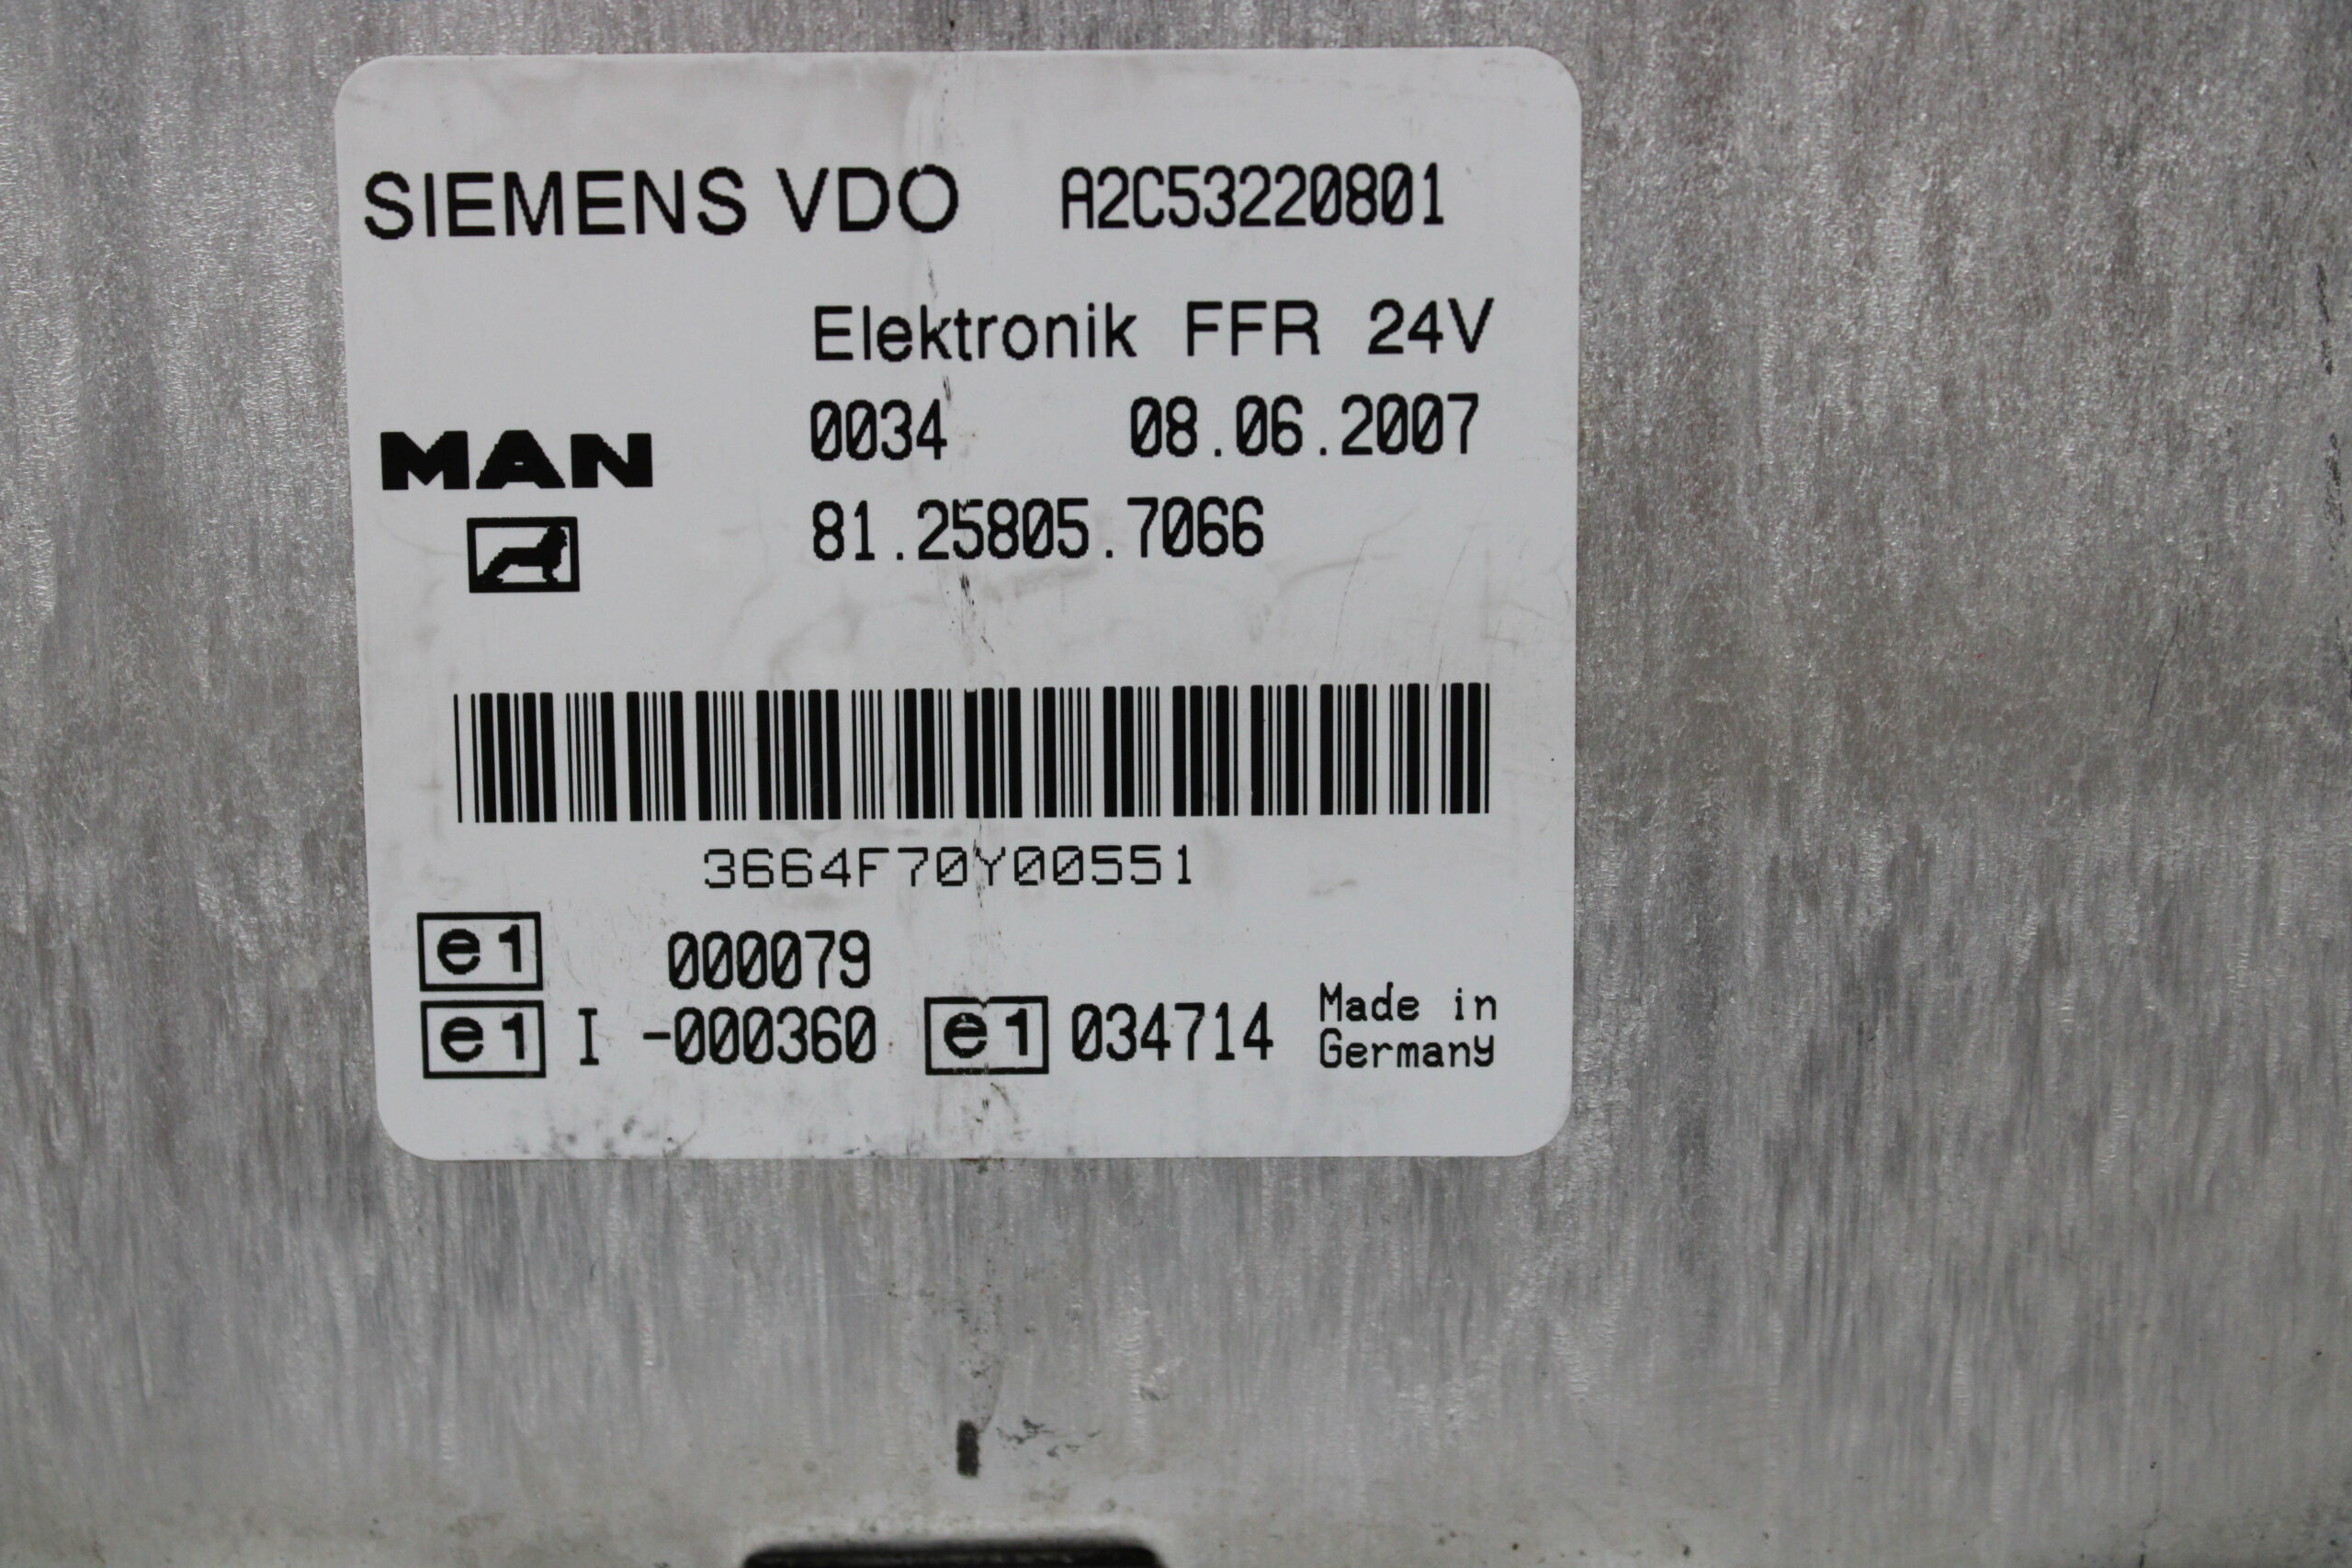 SIEMENS VDO A2C53220801
Elektronik FFR 24V
0034 08.06.2007
MAN
81.25805.7066
3664F70Y00551
e1 000079
e1 I -000360 e1 034714
Made in
Germany